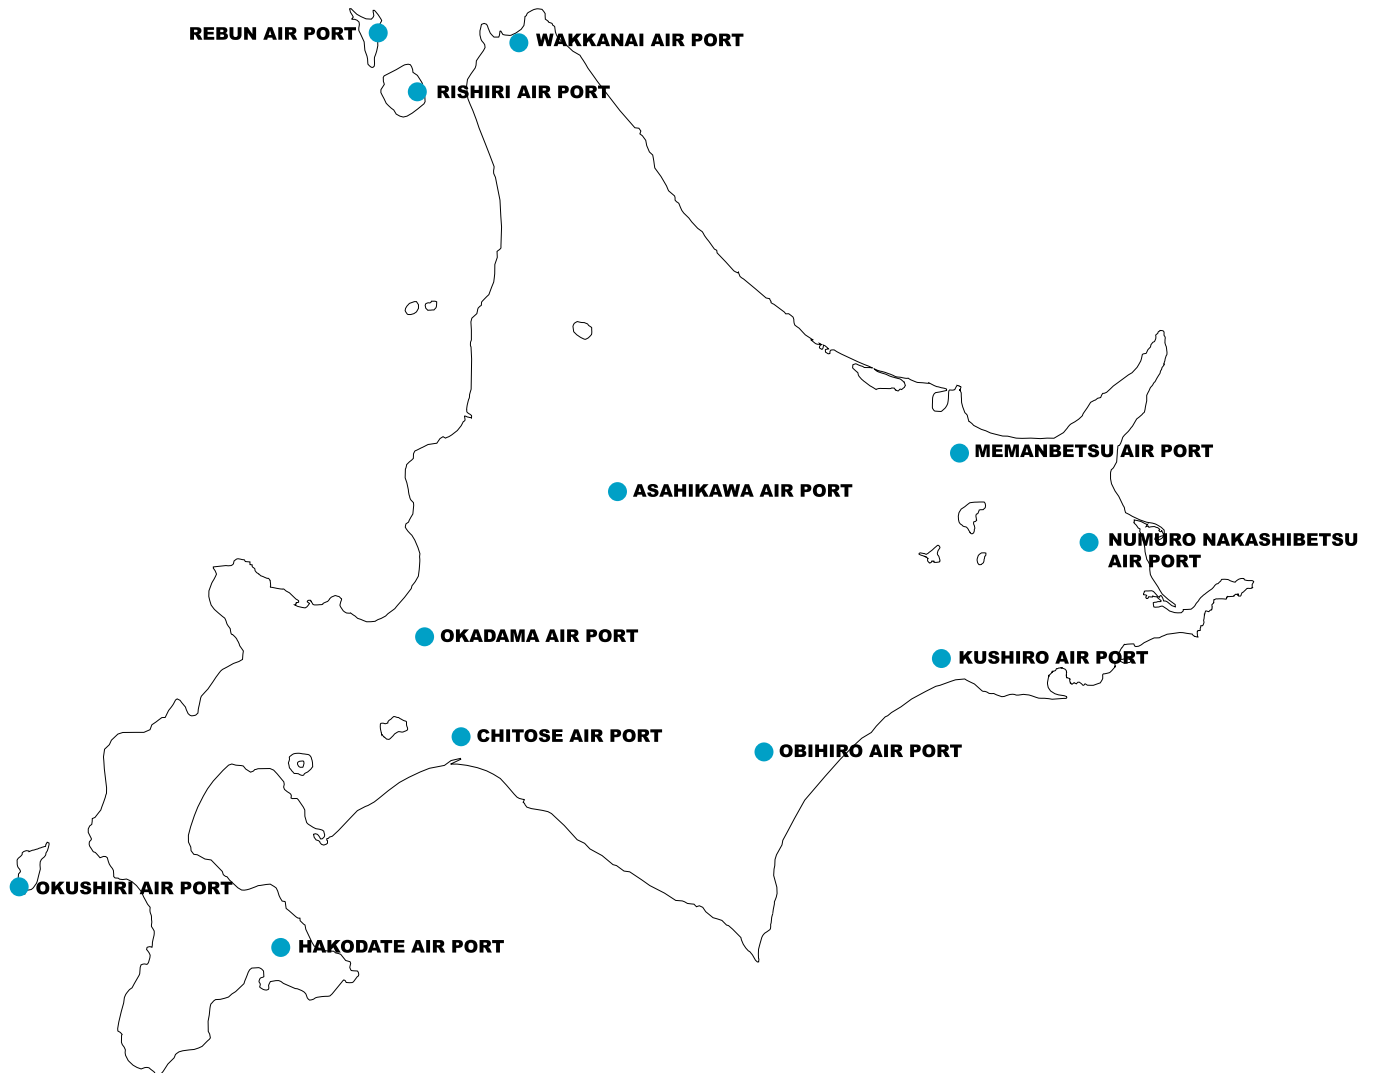 REBUN AIR PORT
WAKKANAI AIR PORT
RISHIRI AIR PORT
MEMANBETSU AIR PORT
ASAHIKAWA AIR PORT
NUMURO NAKASHIBETSU
AIR PORT
OKADAMA AIR PORT
KUSHIRO AIR PORT
CHITOSE AIR PORT
OBIHIRO AIR PORT
OKUSHIRI AIR PORT
HAKODATE AIR PORT